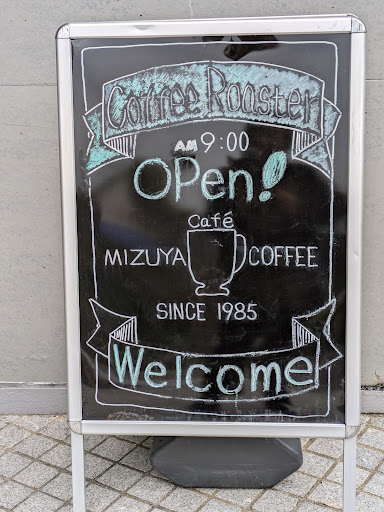 Coffee Roaster
AM 9:00
OPen!
Café
MIZUYA COFFEE
SINCE 1985
Welcome